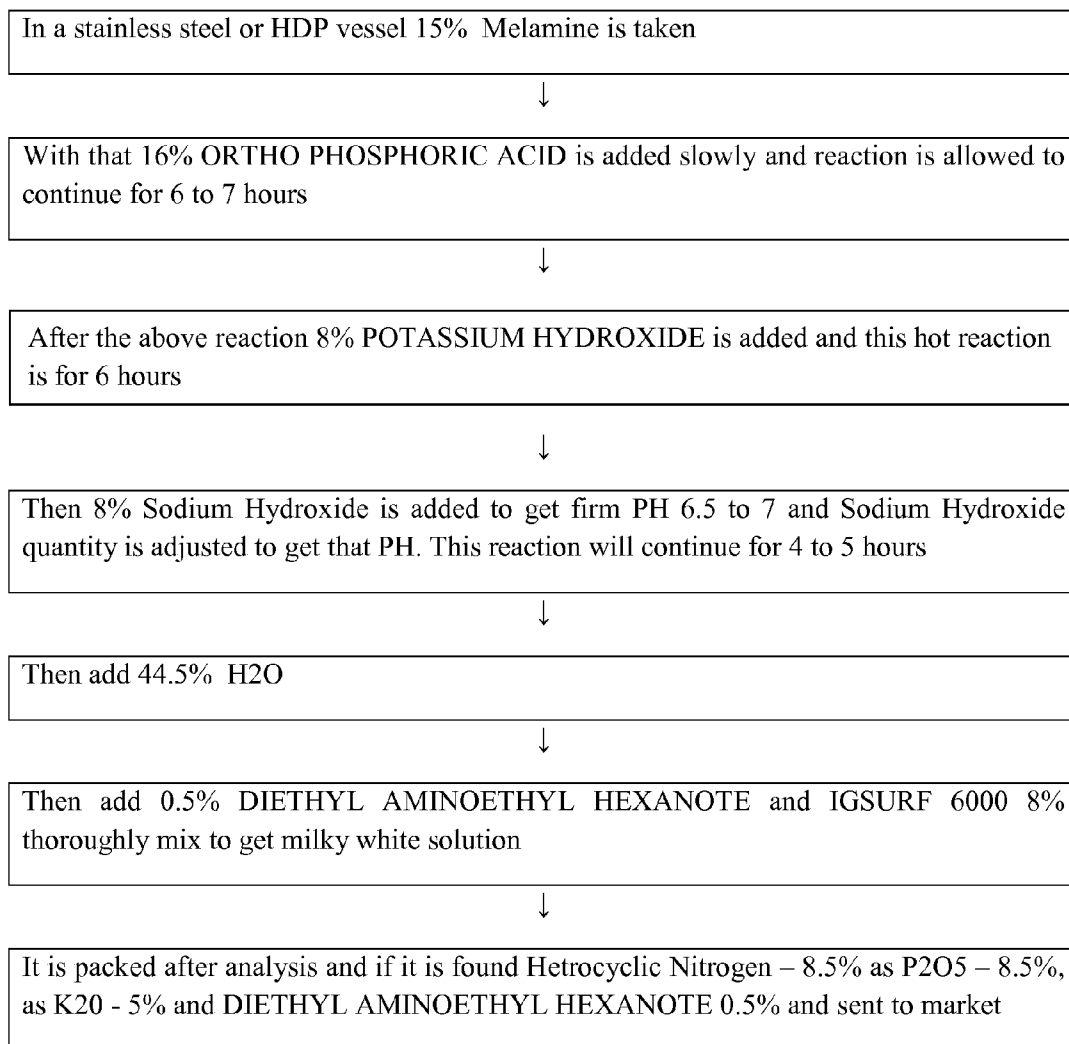 In a stainless steel or HDP vessel 15% Melamine is taken
↓
With that 16% ORTHO PHOSPHORIC ACID is added slowly and reaction is allowed to
continue for 6 to 7 hours
↓
After the above reaction 8% POTASSIUM HYDROXIDE is added and this hot reaction
is for 6 hours
↓
Then 8% Sodium Hydroxide is added to get firm PH 6.5 to 7 and Sodium Hydroxide
quantity is adjusted to get that PH. This reaction will continue for 4 to 5 hours
↓
Then add 44.5% H2O
↓
Then add 0.5% DIETHYL AMINOETHYL HEXANOTE and IGSURF 6000 8%
thoroughly mix to get milky white solution
↓
It is packed after analysis and if it is found Hetrocyclic Nitrogen – 8.5% as P2O5 – 8.5%,
as K20 - 5% and DIETHYL AMINOETHYL HEXANOTE 0.5% and sent to market